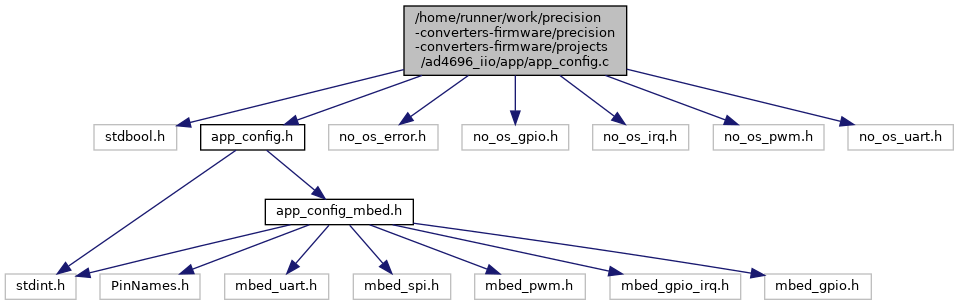 /home/runner/work/precision
-converters-firmware/precision
-converters-firmware/projects
/ad4696_iio/app/app_config.c
stdbool.h
app_config.h
no_os_error.h
no_os_gpio.h
no_os_irq.h
no_os_pwm.h
no_os_uart.h
app_config_mbed.h
stdint.h
PinNames.h
mbed_uart.h
mbed_spi.h
mbed_pwm.h
mbed_gpio_irq.h
mbed_gpio.h